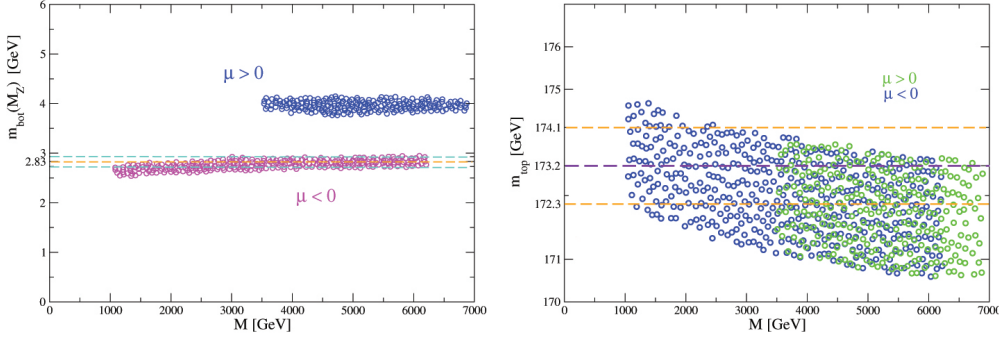 6
5
4
3
2.83
2
1
0
m_bot(M_Z) [GeV]
μ > 0
μ < 0
0 1000 2000 3000 4000 5000 6000 7000
M [GeV]
176
175
174.1
173.2
172.3
171
170
m_top [GeV]
μ > 0
μ < 0
0 1000 2000 3000 4000 5000 6000 7000
M [GeV]